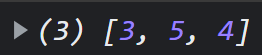 (3) [3, 5, 4]